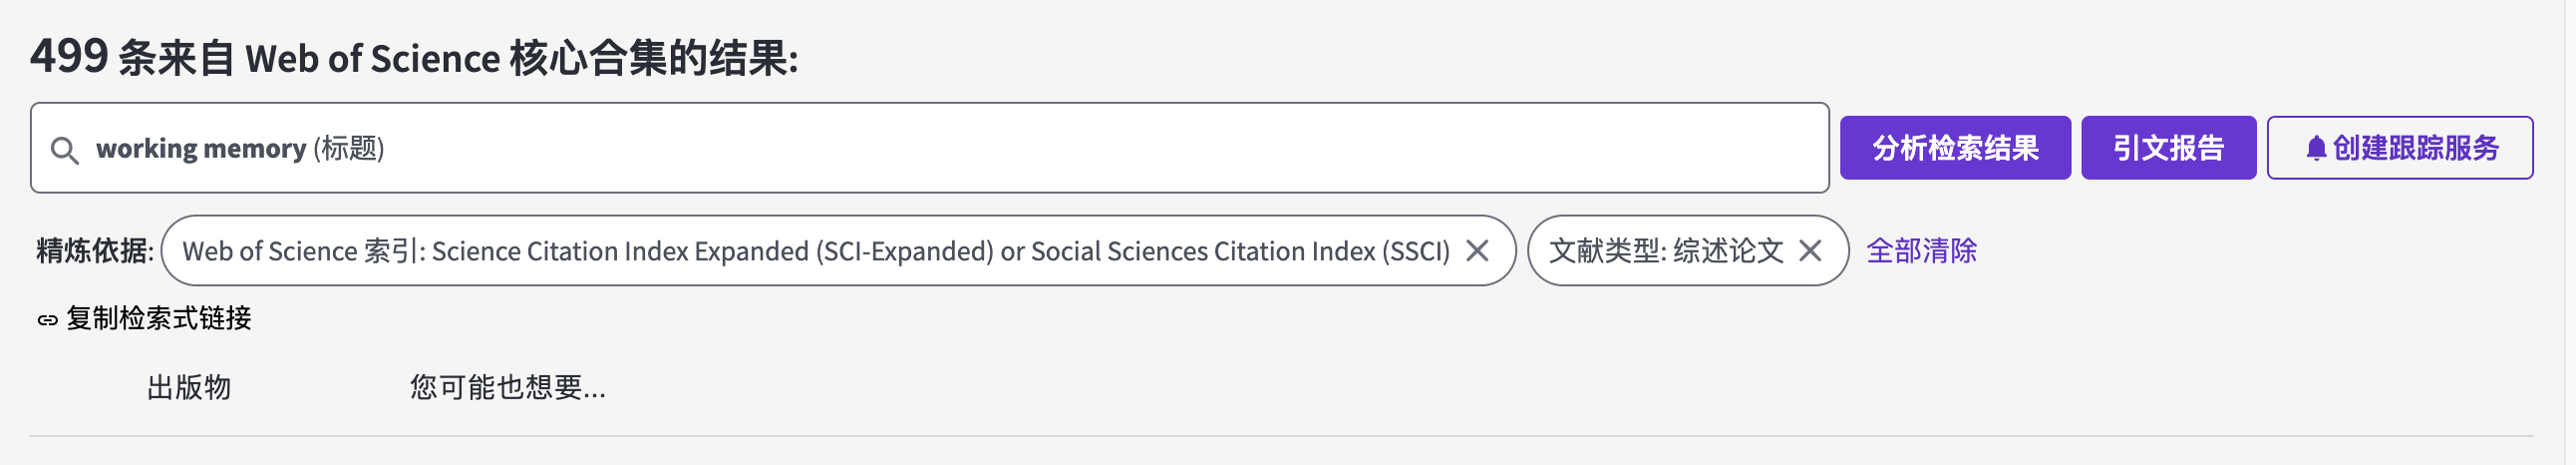 499 条来自 Web of Science 核心合集的结果:
working memory (标题)
分析检索结果
引文报告
创建跟踪服务
精炼依据: Web of Science 索引: Science Citation Index Expanded (SCI-Expanded) or Social Sciences Citation Index (SSCI) 文献类型: 综述论文 全部清除
复制检索式链接
出版物 您可能也想要...